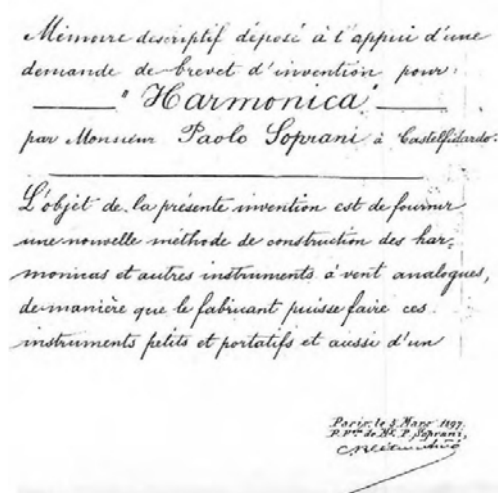 Mémoire descriptif déposé à l'appui d'une
demande de brevet d'invention pour:
"Harmonica"
par Monsieur Paolo Soprani à Castelfidardo.
L'objet de la présente invention est de fournir
une nouvelle méthode de construction des har-
monicas et autres instruments à vent analogues,
de manière que le fabricant puisse faire ces
instruments petits et portatifs et aussi d'un
Paris, le 5 Mars 1897.
P. Pon de Mr. P. Soprani,